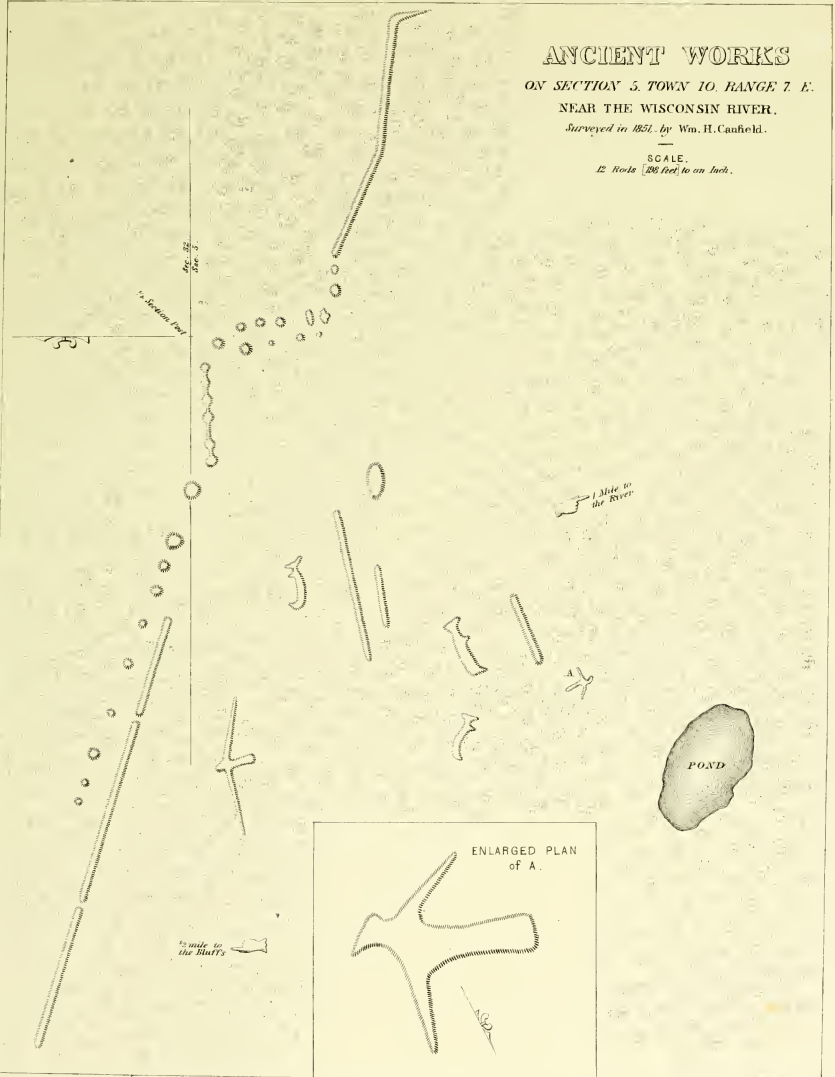 ANCIENT WORKS
ON SECTION 5. TOWN 10. RANGE 7. E.
NEAR THE WISCONSIN RIVER.
Surveyed in 1851. by Wm. H. Canfield.
SCALE.
12 Rods [198 feet] to an Inch.
Sec. 32
Sec. 5
1/4 Section Post
1 Mile to
the River
A
POND
ENLARGED PLAN
of A.
1/2 mile to
the Bluffs